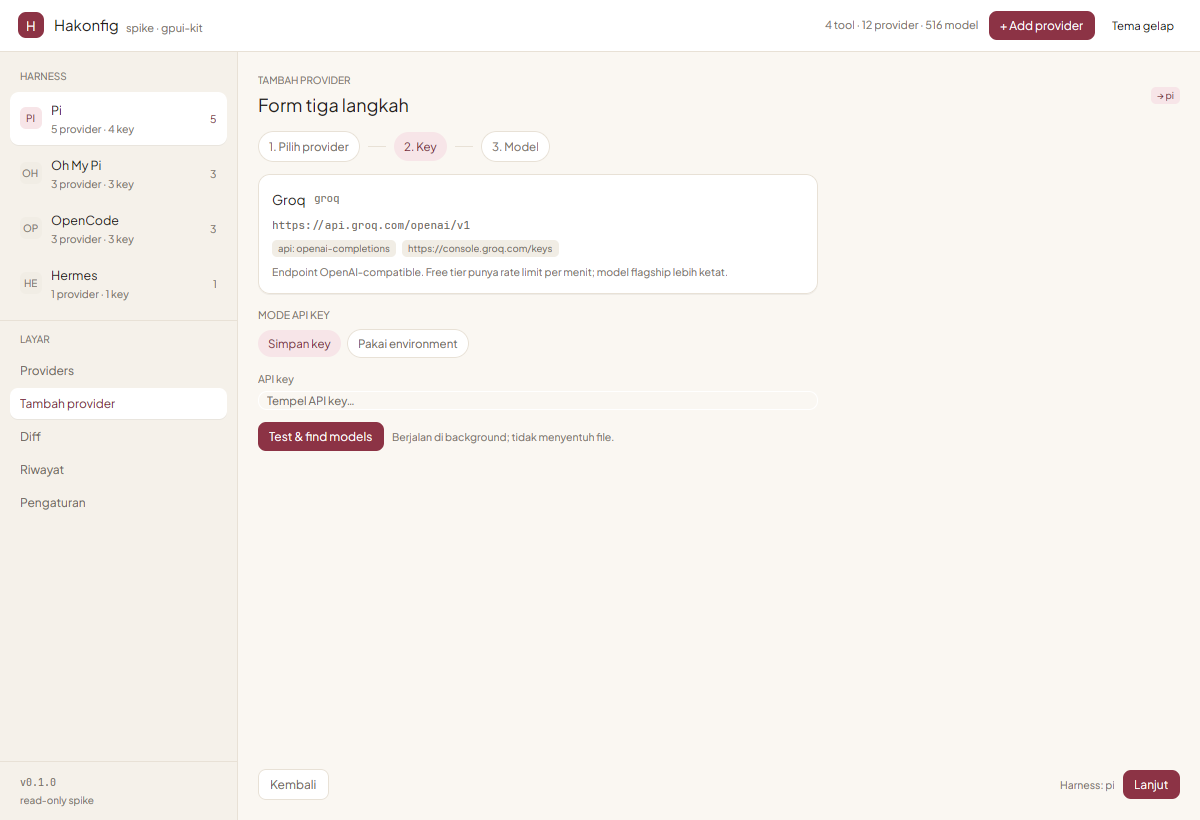 H Hakonfig spike · gpui-kit 4 tool · 12 provider · 516 model + Add provider Tema gelap
HARNESS
PI Pi 5
5 provider · 4 key
OH Oh My Pi 3
3 provider · 3 key
OP OpenCode 3
3 provider · 3 key
HE Hermes 1
1 provider · 1 key
LAYAR
Providers
Tambah provider
Diff
Riwayat
Pengaturan
v0.1.0
read-only spike
TAMBAH PROVIDER
Form tiga langkah
→ pi
1. Pilih provider 2. Key 3. Model
Groq groq
https://api.groq.com/openai/v1
api: openai-completions https://console.groq.com/keys
Endpoint OpenAI-compatible. Free tier punya rate limit per menit; model flagship lebih ketat.
MODE API KEY
Simpan key Pakai environment
API key
Tempel API key…
Test & find models Berjalan di background; tidak menyentuh file.
Kembali Harness: pi Lanjut